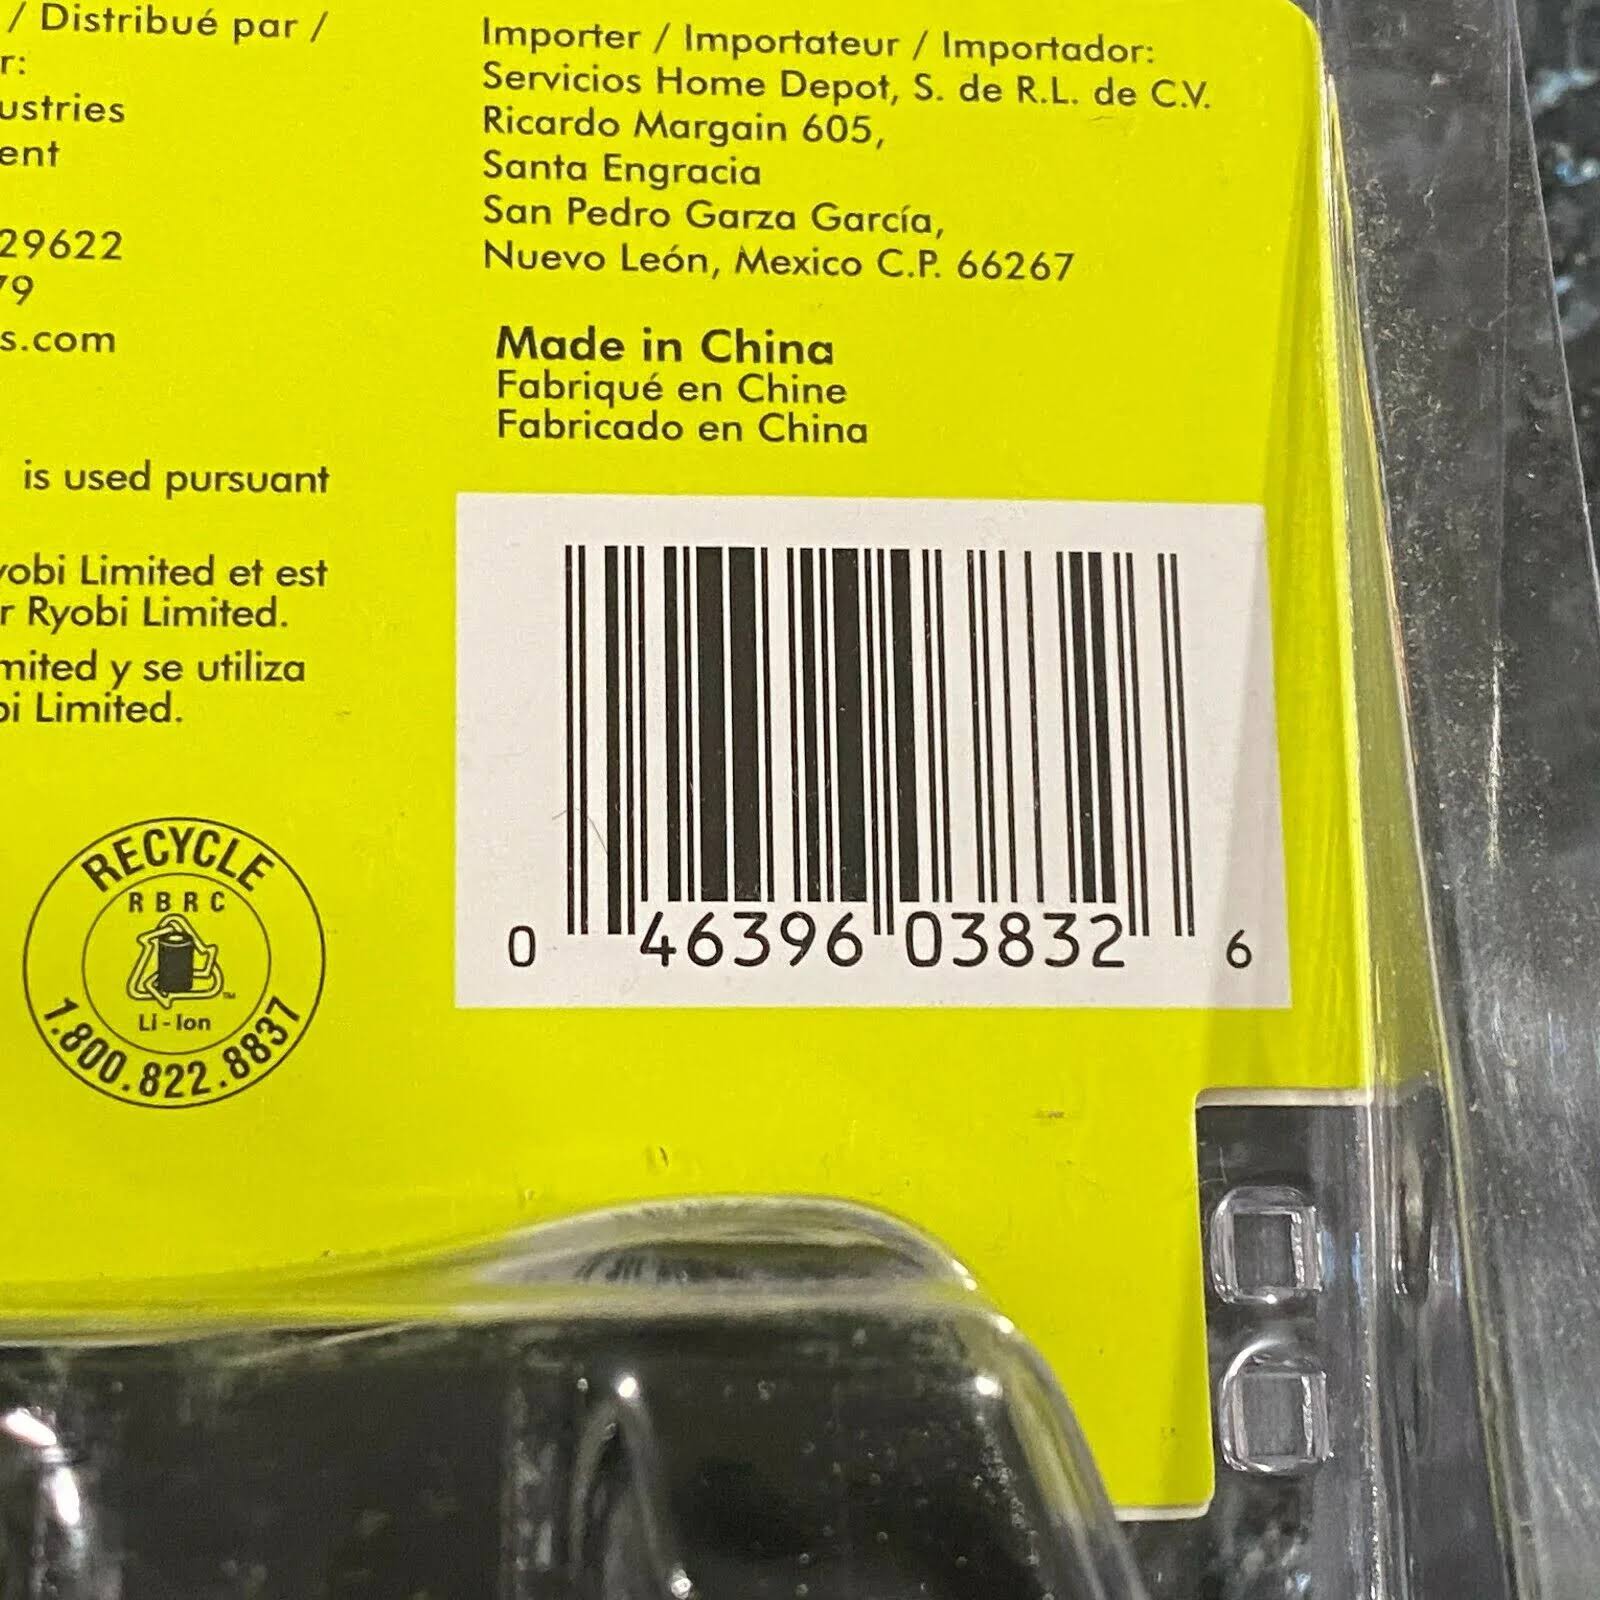 / Distribué par /
r:
ustries
ent
29622
79
s.com
is used pursuant
yobi Limited et est
r Ryobi Limited.
mited y se utiliza
bi Limited.
RECYCLE
RBRC
TM
Li-Ion
1.800.822.8837
Importer / Importateur / Importador:
Servicios Home Depot, S. de R.L. de C.V.
Ricardo Margain 605,
Santa Engracia
San Pedro Garza García,
Nuevo León, Mexico C.P. 66267
Made in China
Fabriqué en Chine
Fabricado en China
0 46396 03832 6